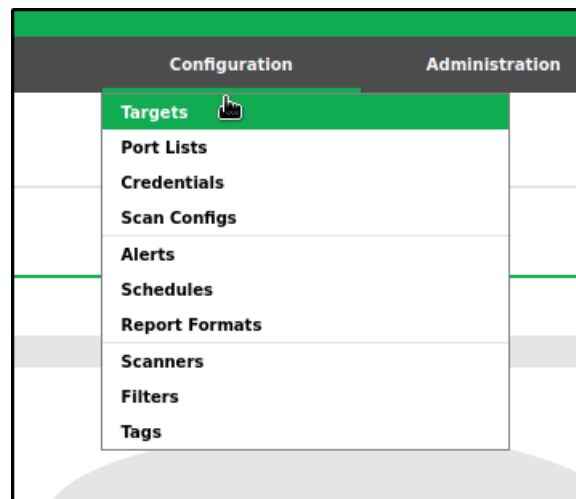 Configuration Administration
Targets
Port Lists
Credentials
Scan Configs
Alerts
Schedules
Report Formats
Scanners
Filters
Tags